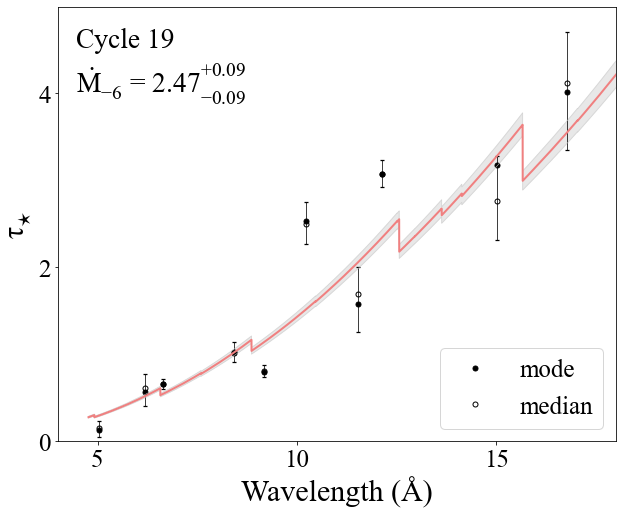 Cycle 19
Ṁ₋₆ = 2.47⁺⁰·⁰⁹₋₀.₀₉
4
2
0
τ★
mode
median
5 10 15
Wavelength (Å)